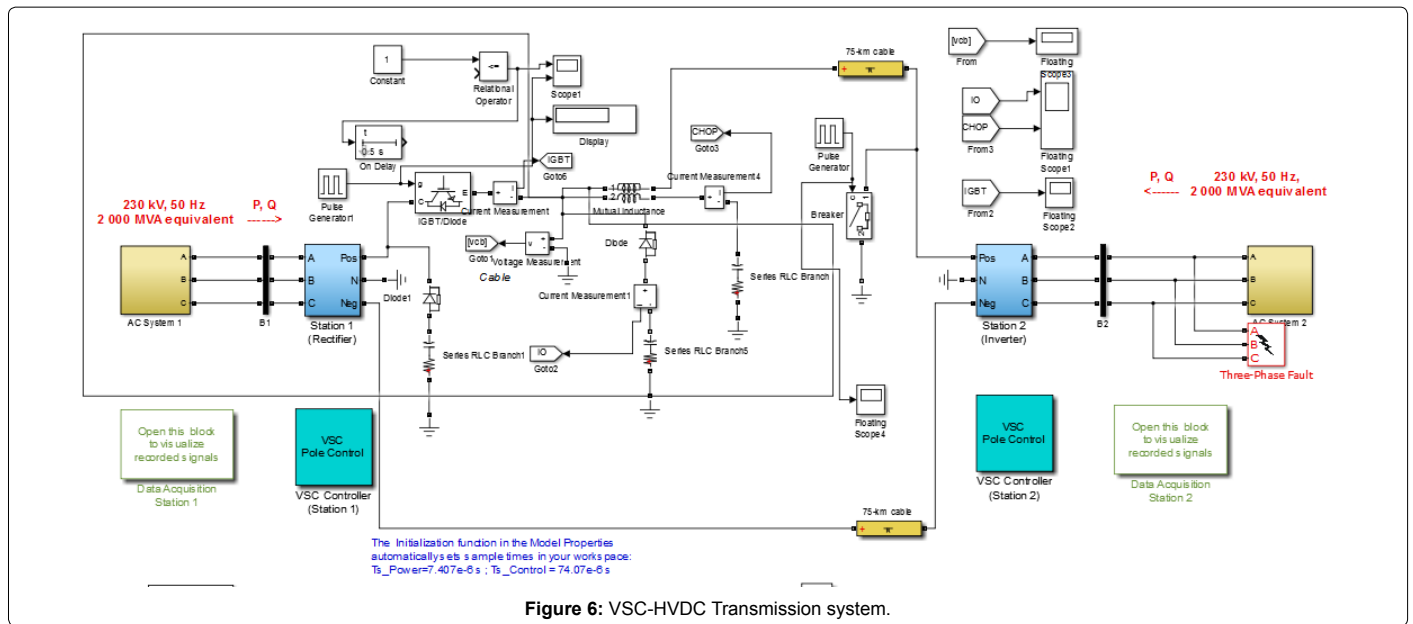 1
Constant
<=
Relational
Operator
Scope1
Display
t
-0.5 s
On Delay
Pulse
Generator1
g
C
E
IGBT/Diode
+
i
-
Current Measurement
IGBT
Goto6
1
2
Mutual Inductance
CHOP
Goto3
Current Measurement4
+
i
-
75-km cable
+
Pulse
Generator
Breaker
[vcb]
From
Floating
Scope3
IO
CHOP
From3
Floating
Scope1
IGBT
From2
Floating
Scope2
230 kV, 50 Hz
2 000 MVA equivalent
P, Q
------>
P, Q
<------
230 kV, 50 Hz,
2 000 MVA equivalent
A
B
C
AC System 1
B1
A
B
C
Pos
N
Neg
Station 1
(Rectifier)
Diode1
Series RLC Branch1
[vcb]
Goto1
v
+
-
Voltage Measurement
Cable
Diode
Current Measurement1
IO
Goto2
Series RLC Branch5
Series RLC Branch
Floating
Scope4
Pos
N
Neg
A
B
C
Station 2
(Inverter)
B2
A
B
C
AC System 2
A
B
C
Three-Phase Fault
Open this block
to visualize
recorded signals
Data Acquisition
Station 1
VSC
Pole Control
VSC Controller
(Station 1)
VSC
Pole Control
VSC Controller
(Station 2)
Open this block
to visualize
recorded signals
Data Acquisition
Station 2
75-km cable
+
The Initialization function in the Model Properties
automatically sets sample times in your workspace:
Ts_Power=7.407e-6 s ; Ts_Control = 74.07e-6 s
Figure 6: VSC-HVDC Transmission system.